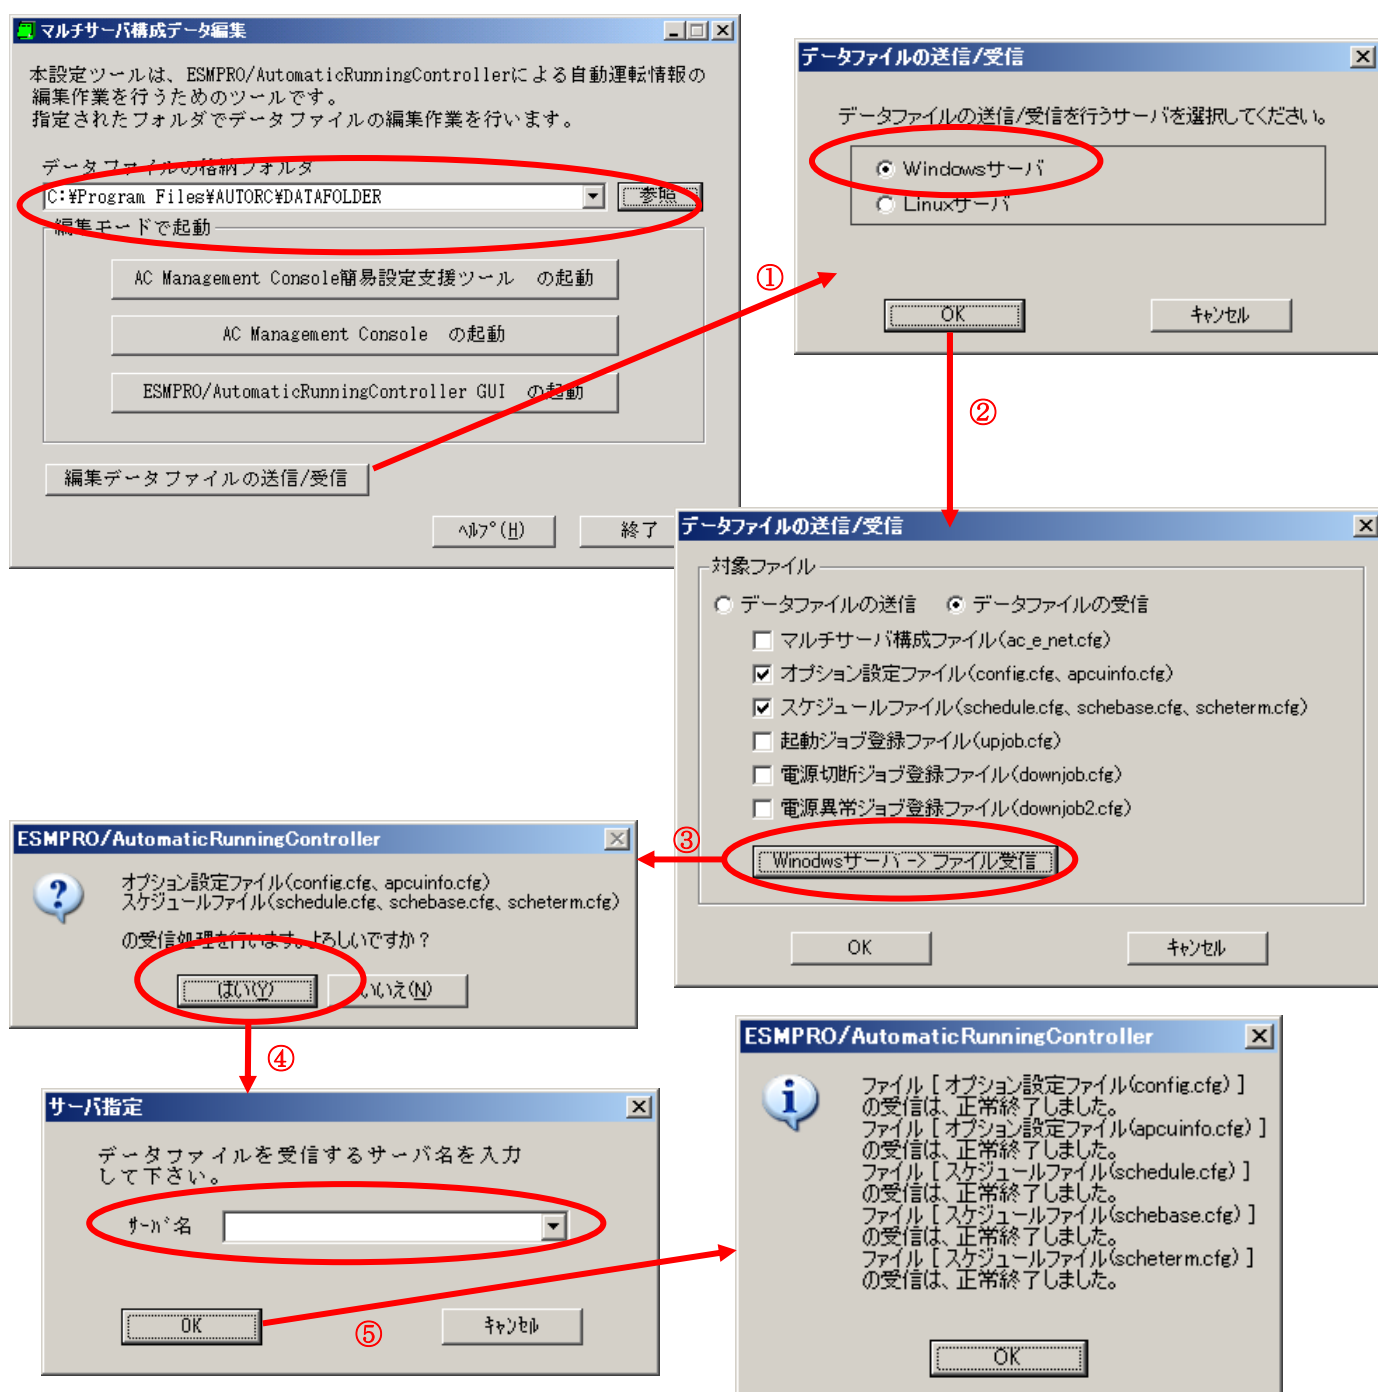 マルチサーバ構成データ編集
本設定ツールは、ESMPRO/AutomaticRunningControllerによる自動運転情報の
編集作業を行うためのツールです。
指定されたフォルダでデータファイルの編集作業を行います。
データファイルの格納フォルダ
C:¥Program Files¥AUTORC¥DATAFOLDER
参照
編集モードで起動
AC Management Console簡易設定支援ツール の起動
AC Management Console の起動
ESMPRO/AutomaticRunningController GUI の起動
編集データファイルの送信/受信
ﾍﾙﾌﾟ(H)
終了
①
データファイルの送信/受信
データファイルの送信/受信を行うサーバを選択してください。
Windowsサーバ
Linuxサーバ
OK
ｷｬﾝｾﾙ
②
データファイルの送信/受信
対象ファイル
データファイルの送信
データファイルの受信
マルチサーバ構成ファイル(ac_e_net.cfg)
オプション設定ファイル(config.cfg、apcuinfo.cfg)
スケジュールファイル(schedule.cfg、schebase.cfg、scheterm.cfg)
起動ジョブ登録ファイル(upjob.cfg)
電源切断ジョブ登録ファイル(downjob.cfg)
電源異常ジョブ登録ファイル(downjob2.cfg)
Winodwsサーバ-->ファイル受信
OK
ｷｬﾝｾﾙ
③
ESMPRO/AutomaticRunningController
オプション設定ファイル(config.cfg、apcuinfo.cfg)
スケジュールファイル(schedule.cfg、schebase.cfg、scheterm.cfg)
の受信処理を行います。よろしいですか？
はい(Y)
いいえ(N)
④
サーバ指定
データファイルを受信するサーバ名を入力
して下さい。
ｻｰﾊﾞ名
OK
ｷｬﾝｾﾙ
⑤
ESMPRO/AutomaticRunningController
ファイル [ オプション設定ファイル(config.cfg) ]
の受信は、正常終了しました。
ファイル [ オプション設定ファイル(apcuinfo.cfg) ]
の受信は、正常終了しました。
ファイル [ スケジュールファイル(schedule.cfg) ]
の受信は、正常終了しました。
ファイル [ スケジュールファイル(schebase.cfg) ]
の受信は、正常終了しました。
ファイル [ スケジュールファイル(scheterm.cfg) ]
の受信は、正常終了しました。
OK